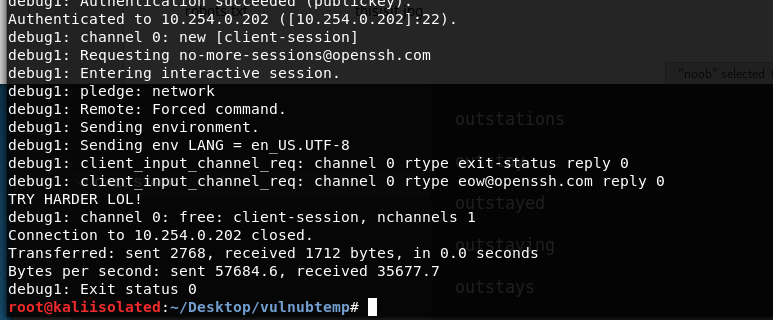 debug1: Authentication succeeded (publickey).
Authenticated to 10.254.0.202 ([10.254.0.202]:22).
debug1: channel 0: new [client-session]
debug1: Requesting no-more-sessions@openssh.com
debug1: Entering interactive session.
debug1: pledge: network
debug1: Remote: Forced command.
debug1: Sending environment.
debug1: Sending env LANG = en_US.UTF-8
debug1: client_input_channel_req: channel 0 rtype exit-status reply 0
debug1: client_input_channel_req: channel 0 rtype eow@openssh.com reply 0
TRY HARDER LOL!
debug1: channel 0: free: client-session, nchannels 1
Connection to 10.254.0.202 closed.
Transferred: sent 2768, received 1712 bytes, in 0.0 seconds
Bytes per second: sent 57684.6, received 35677.7
debug1: Exit status 0
root@kaliisolated:~/Desktop/vulnubtemp#
robots.txt
"noob" selected
outstations
outstayed
outstaying
outstays